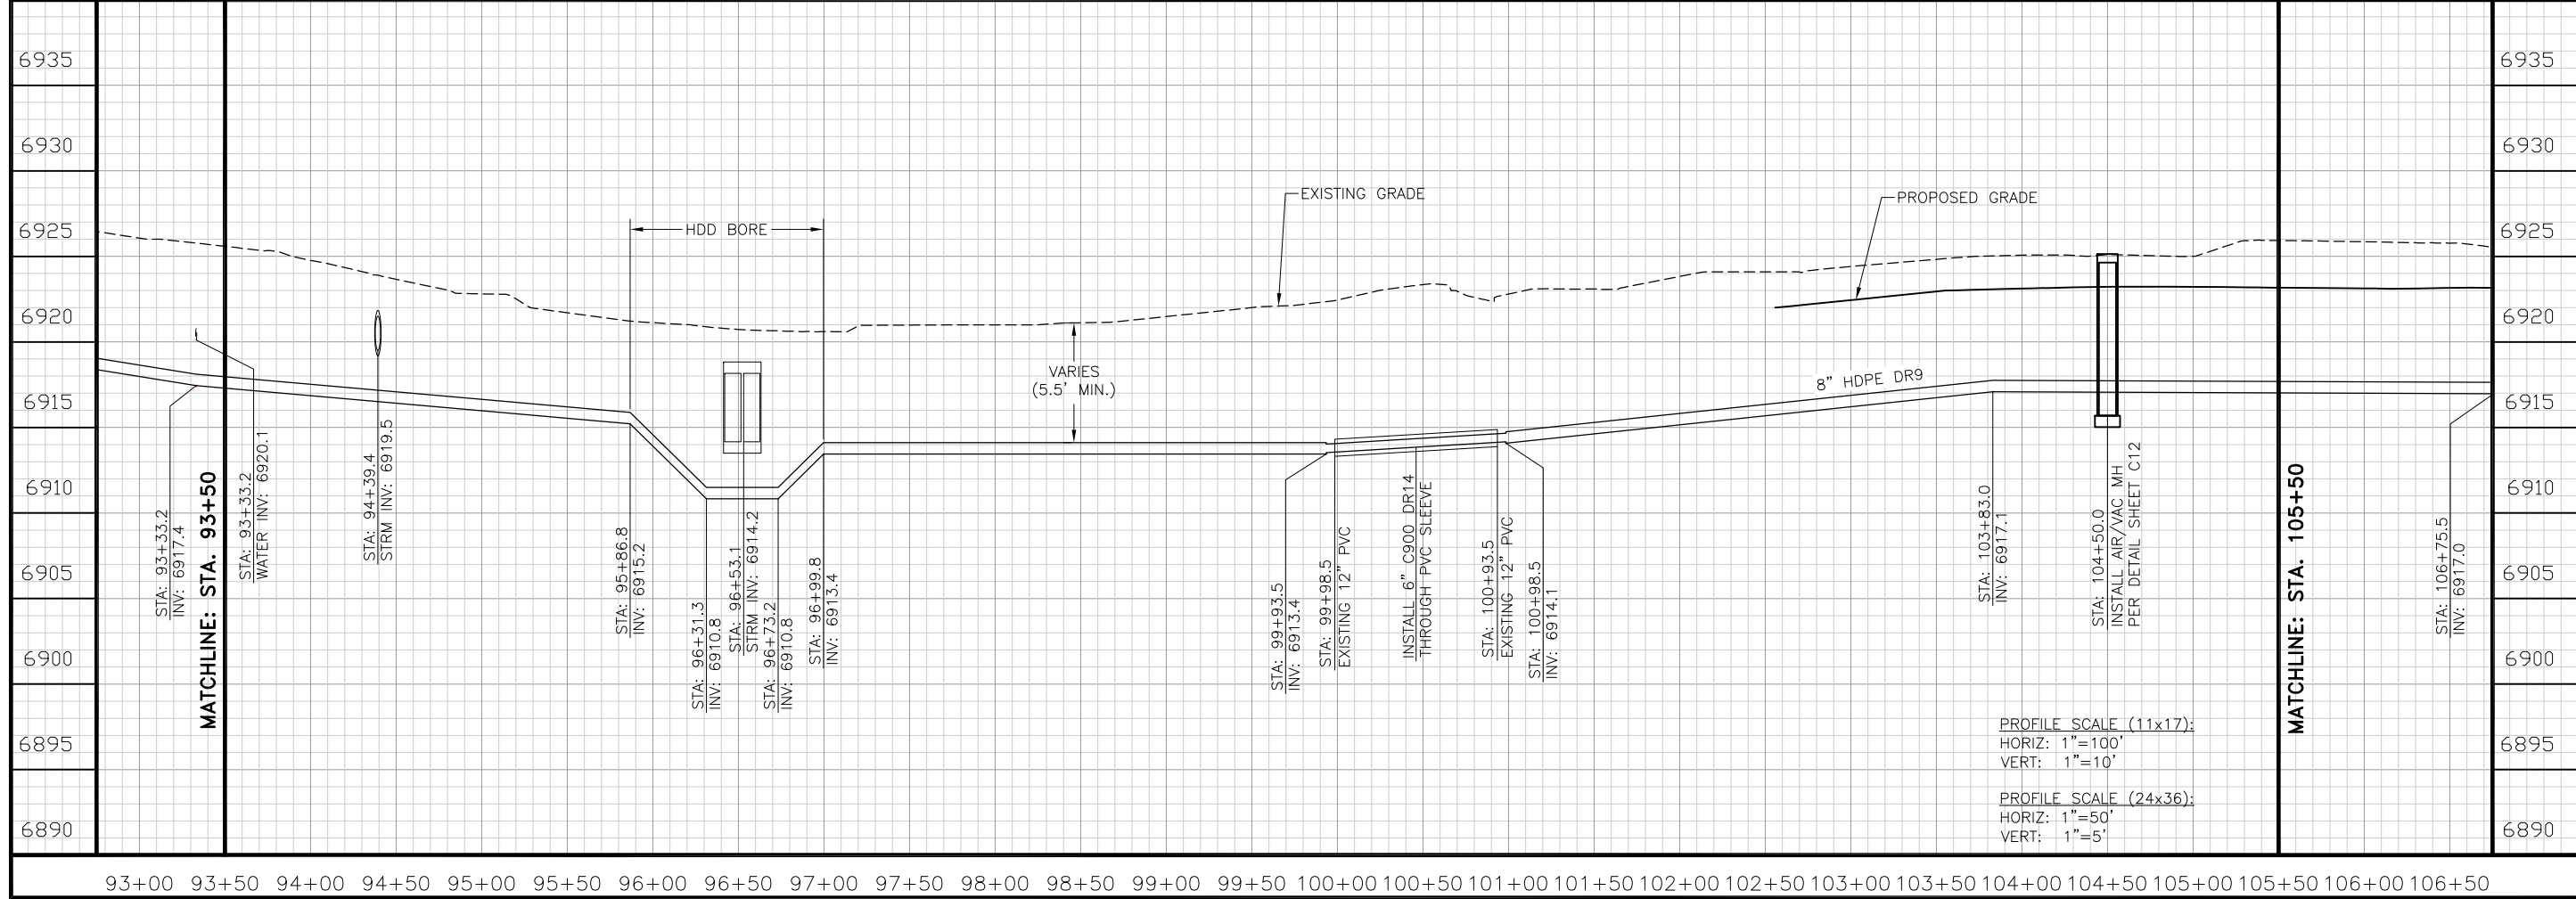 6935
6930
6925
6920
6915
6910
6905
6900
6895
6890
MATCHLINE: STA. 93+50
STA: 93+33.2
INV: 6917.4
STA: 93+33.2
WATER INV: 6920.1
STA: 94+39.4
STRM INV: 6919.5
HDD BORE
STA: 95+86.8
INV: 6915.2
STA: 96+31.3
INV: 6910.8
STA: 96+53.1
STRM INV: 6914.2
STA: 96+73.2
INV: 6910.8
STA: 96+99.8
INV: 6913.4
VARIES
(5.5' MIN.)
EXISTING GRADE
STA: 99+93.5
INV: 6913.4
STA: 99+98.5
EXISTING 12" PVC
INSTALL 6" C900 DR14
THROUGH PVC SLEEVE
STA: 100+93.5
EXISTING 12" PVC
STA: 100+98.5
INV: 6914.1
8" HDPE DR9
PROPOSED GRADE
STA: 103+83.0
INV: 6917.1
STA: 104+50.0
INSTALL AIR/VAC MH
PER DETAIL SHEET C12
MATCHLINE: STA. 105+50
STA: 106+75.5
INV: 6917.0
PROFILE SCALE (11x17):
HORIZ: 1"=100'
VERT: 1"=10'
PROFILE SCALE (24x36):
HORIZ: 1"=50'
VERT: 1"=5'
6935
6930
6925
6920
6915
6910
6905
6900
6895
6890
93+00 93+50 94+00 94+50 95+00 95+50 96+00 96+50 97+00 97+50 98+00 98+50 99+00 99+50 100+00 100+50 101+00 101+50 102+00 102+50 103+00 103+50 104+00 104+50 105+00 105+50 106+00 106+50